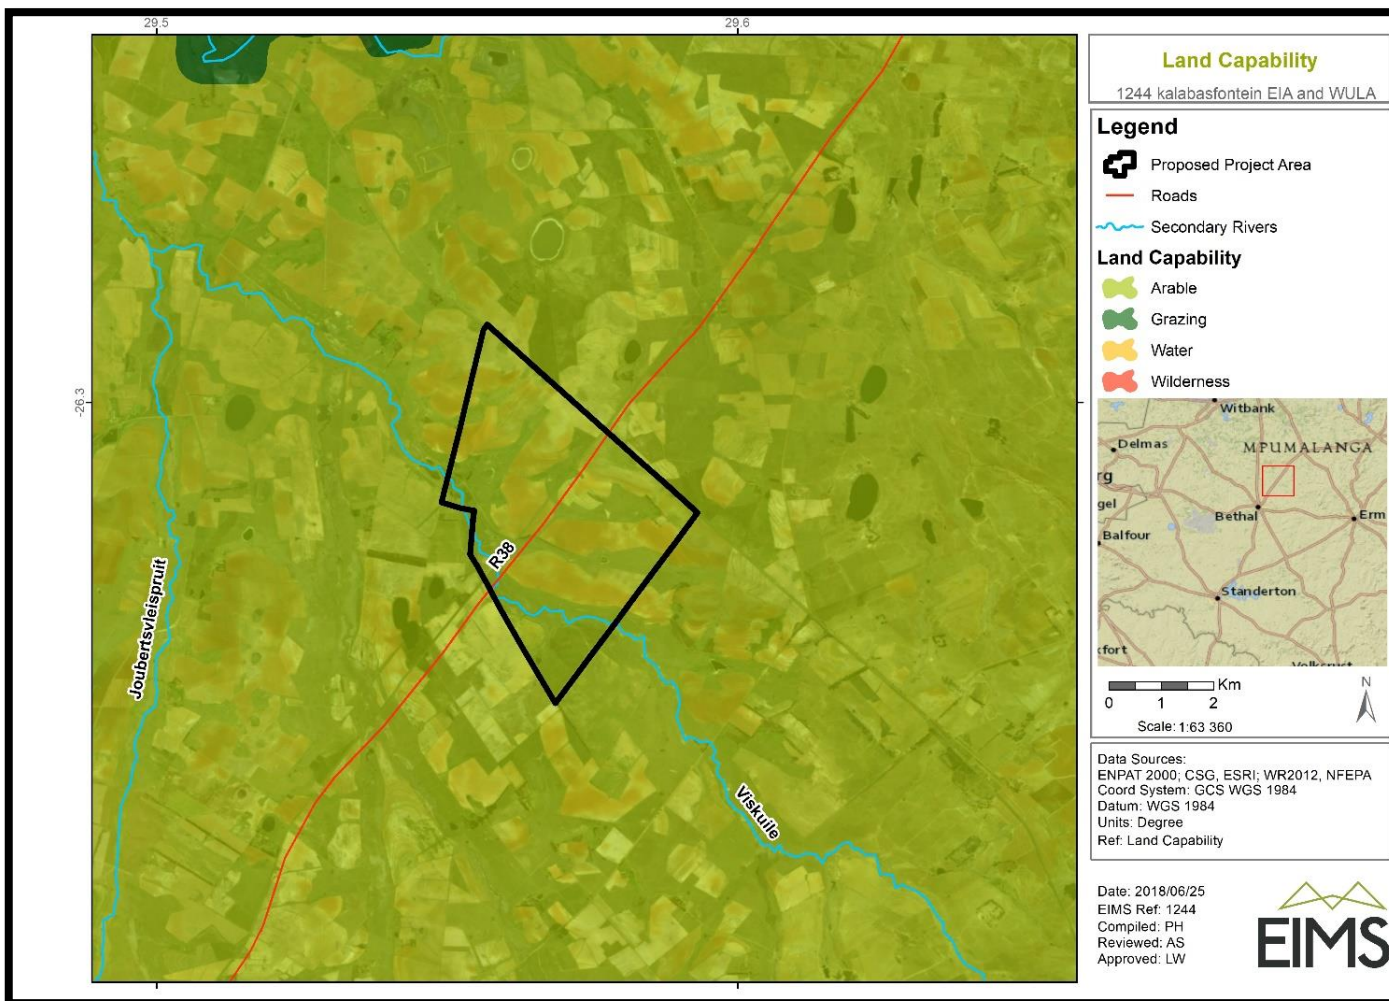 29.5
29.6
-26.3
Joubertsvleispruit
R38
Viskuile
Land Capability
1244 kalabasfontein EIA and WULA
Legend
Proposed Project Area
Roads
Secondary Rivers
Land Capability
Arable
Grazing
Water
Wilderness
Witbank
Delmas
MPUMALANGA
rg
gel
Bethal
Erm
Balfour
Standerton
kfort
Volksrust
Km
0 1 2
N
Scale: 1:63 360
Data Sources:
ENPAT 2000; CSG, ESRI; WR2012, NFEPA
Coord System: GCS WGS 1984
Datum: WGS 1984
Units: Degree
Ref: Land Capability
Date: 2018/06/25
EIMS Ref: 1244
Compiled: PH
Reviewed: AS
Approved: LW
EIMS